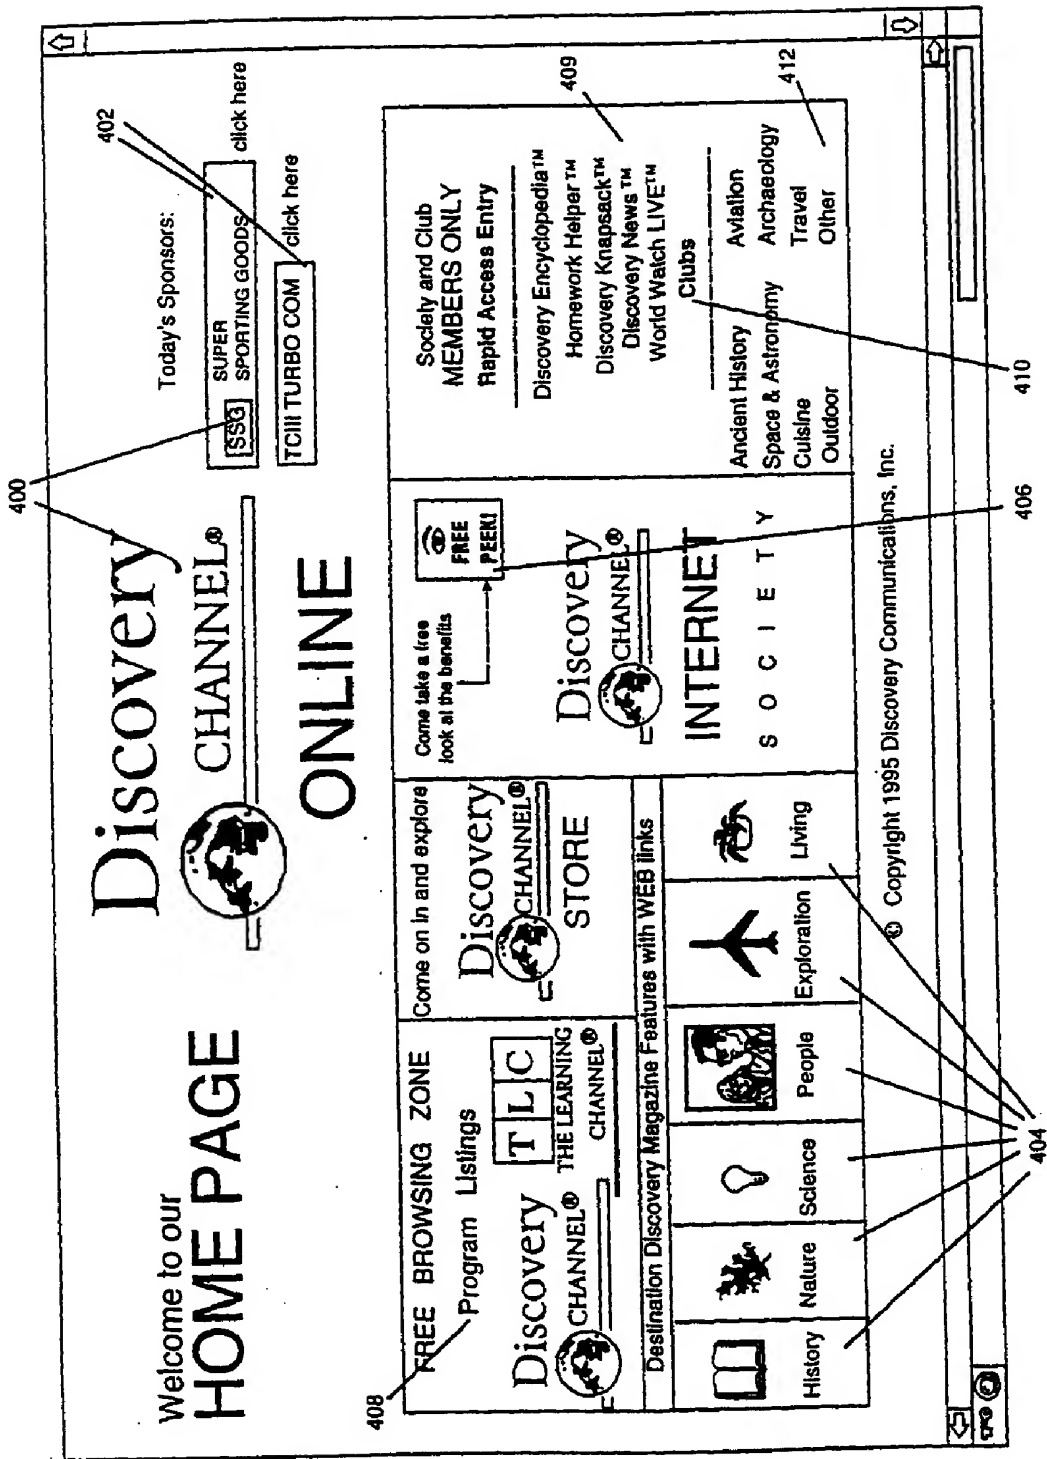 400
402
Welcome to our
HOME PAGE
Discovery
CHANNEL®
ONLINE
Today's Sponsors:
SSG
SUPER
SPORTING GOODS
click here
TCIII TURBO COM
click here
408
FREE BROWSING ZONE
Program Listings
Discovery
CHANNEL®
T L C
THE LEARNING
CHANNEL®
Come on in and explore
Discovery
CHANNEL®
STORE
Destination Discovery Magazine Features with WEB links
History
Nature
Science
People
Exploration
Living
Come take a free
look at the benefits
FREE
PEEK!
Discovery
CHANNEL®
INTERNET
SOCIETY
Society and Club
MEMBERS ONLY
Rapid Access Entry
Discovery Encyclopedia™
Homework Helper™
Discovery Knapsack™
Discovery News™
World Watch LIVE™
Clubs
Ancient History Aviation
Space & Astronomy Archaeology
Cuisine Travel
Outdoor Other
409
412
© Copyright 1995 Discovery Communications, Inc.
404
406
410